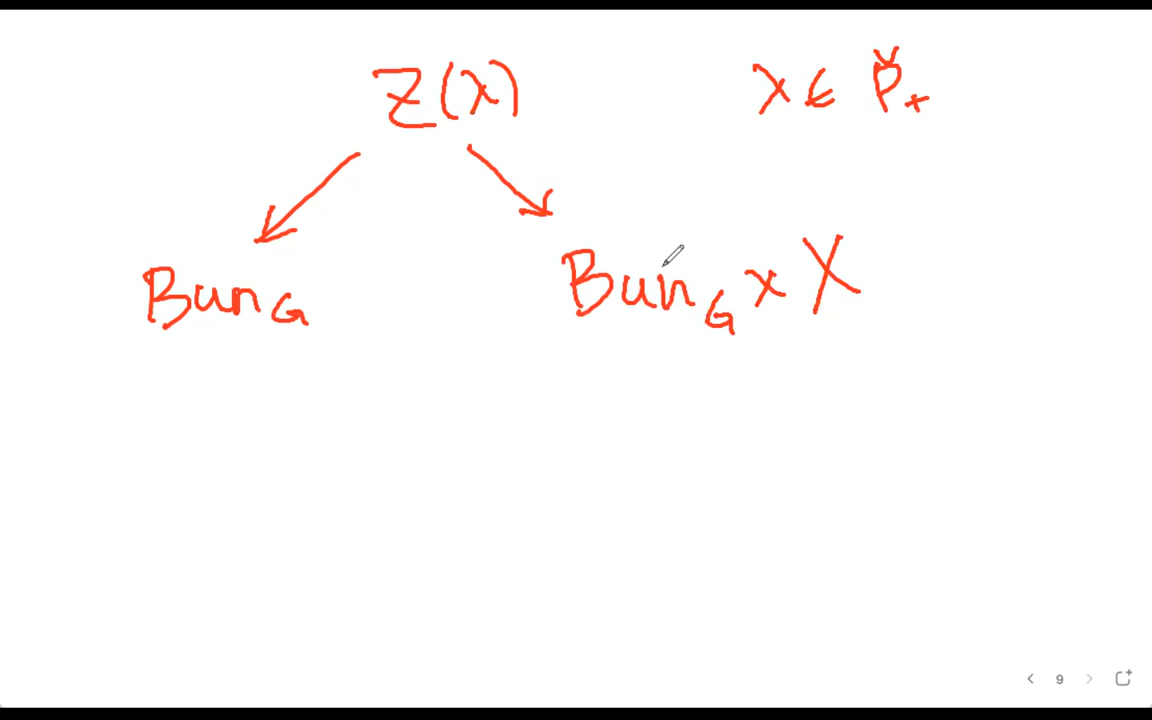 Z(λ) λ ∈ P̌₊
Bun_G Bun_G × X
9